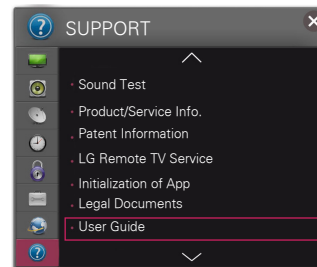 SUPPORT
Sound Test
Product/Service Info.
Patent Information
LG Remote TV Service
Initialization of App
Legal Documents
User Guide